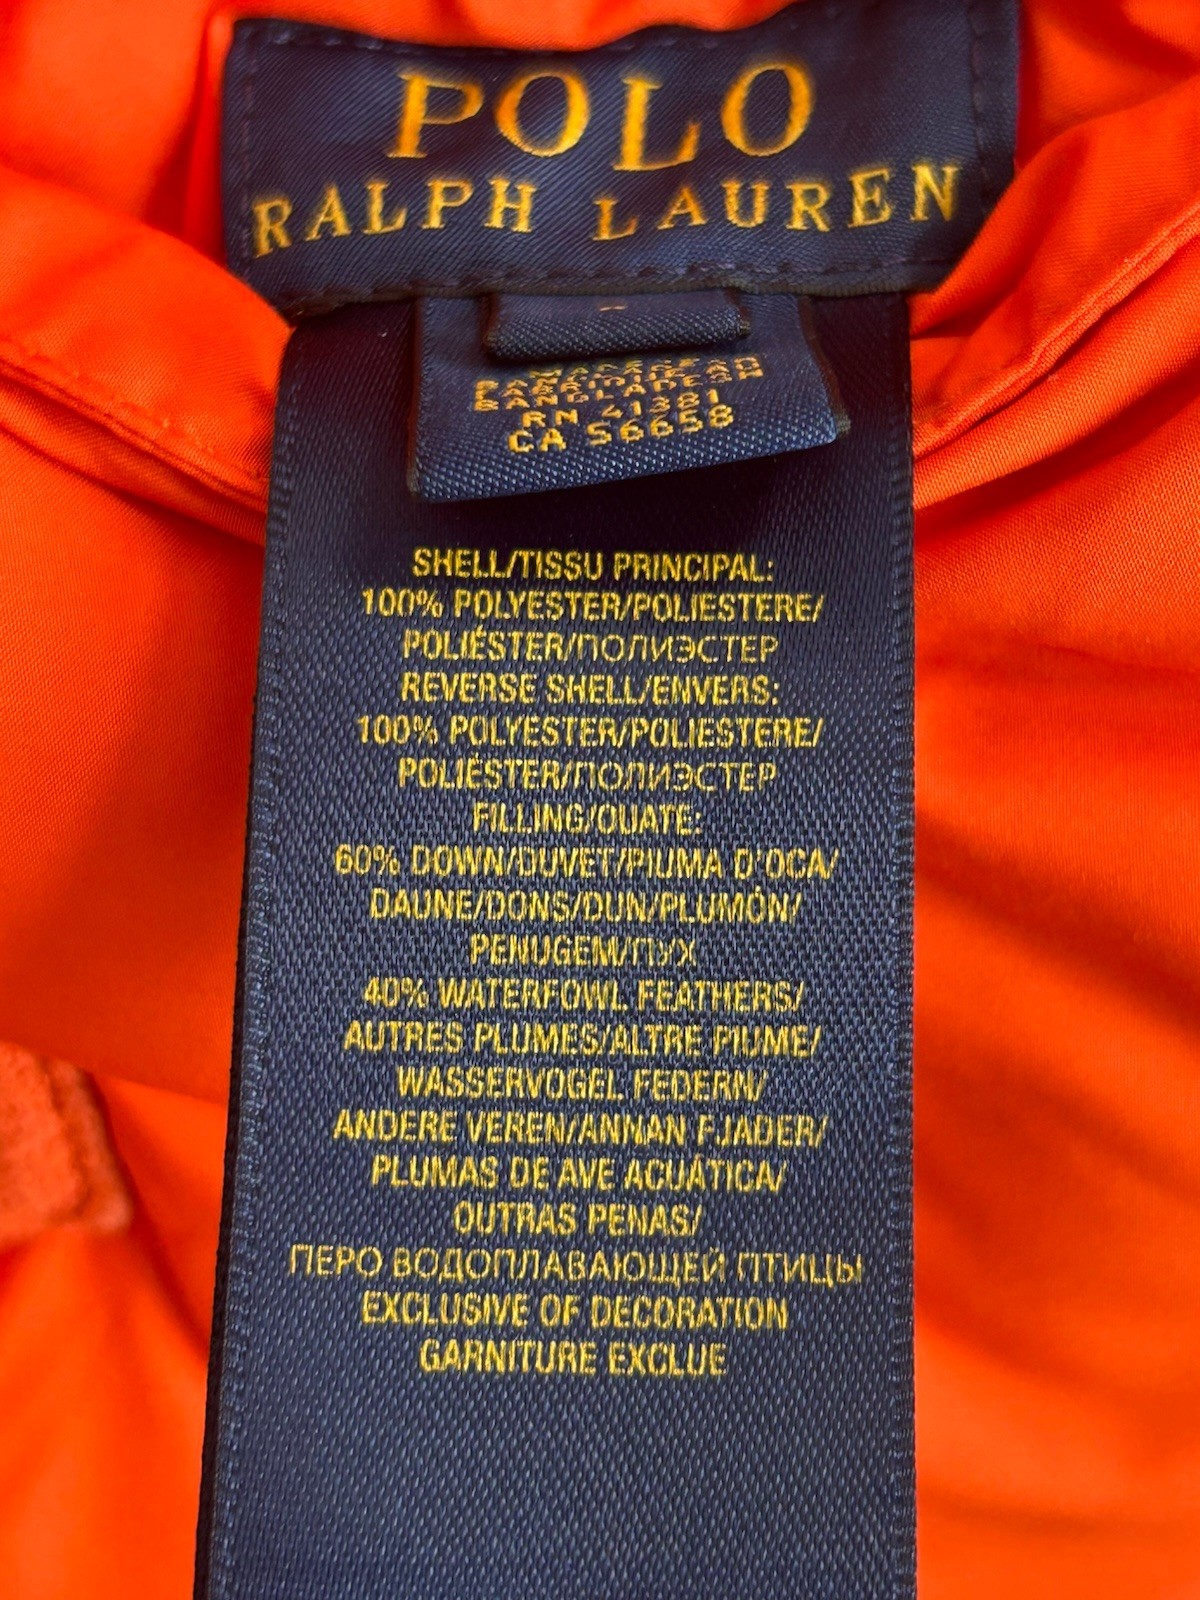 POLO
RALPH LAUREN
BANGLADESH
RN 41381
CA 56658
SHELL/TISSU PRINCIPAL:
100% POLYESTER/POLIESTERE/
POLIÉSTER/ПОЛИЭСТЕР
REVERSE SHELL/ENVERS:
100% POLYESTER/POLIESTERE/
POLIÉSTER/ПОЛИЭСТЕР
FILLING/OUATE:
60% DOWN/DUVET/PIUMA D'OCA/
DAUNE/DONS/DUN/PLUMÓN/
PENUGEM/ПУХ
40% WATERFOWL FEATHERS/
AUTRES PLUMES/ALTRE PIUME/
WASSERVOGEL FEDERN/
ANDERE VEREN/ANNAN FJADER/
PLUMAS DE AVE ACUÁTICA/
OUTRAS PENAS/
ПЕРО ВОДОПЛАВАЮЩЕЙ ПТИЦЫ
EXCLUSIVE OF DECORATION
GARNITURE EXCLUE